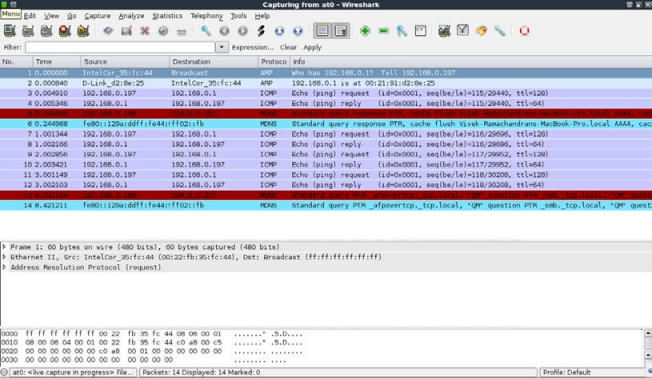 Capturing from at0 - Wireshark
Menu
File Edit View Go Capture Analyze Statistics Telephony Tools Help
Filter: Expression... Clear Apply
No. Time Source Destination Protoco Info
1 0.000000 IntelCor_35:fc:44 Broadcast ARP Who has 192.168.0.1? Tell 192.168.0.197
2 0.000840 D-Link_d2:8e:25 IntelCor_35:fc:44 ARP 192.168.0.1 is at 00:21:91:d2:8e:25
3 0.004910 192.168.0.197 192.168.0.1 ICMP Echo (ping) request (id=0x0001, seq(be/le)=115/29440, ttl=128)
4 0.005346 192.168.0.1 192.168.0.197 ICMP Echo (ping) reply (id=0x0001, seq(be/le)=115/29440, ttl=64)
6 0.244068 fe80::129a:ddff:fe44:ff02::fb MDNS Standard query response PTR, cache flush Vivek-Ramachandrans-MacBook-Pro.local AAAA, cac
7 1.001344 192.168.0.197 192.168.0.1 ICMP Echo (ping) request (id=0x0001, seq(be/le)=116/29696, ttl=128)
8 1.002166 192.168.0.1 192.168.0.197 ICMP Echo (ping) reply (id=0x0001, seq(be/le)=116/29696, ttl=64)
9 2.002856 192.168.0.197 192.168.0.1 ICMP Echo (ping) request (id=0x0001, seq(be/le)=117/29952, ttl=128)
10 2.003421 192.168.0.1 192.168.0.197 ICMP Echo (ping) reply (id=0x0001, seq(be/le)=117/29952, ttl=64)
11 3.001149 192.168.0.197 192.168.0.1 ICMP Echo (ping) request (id=0x0001, seq(be/le)=118/30208, ttl=128)
12 3.002103 192.168.0.1 192.168.0.197 ICMP Echo (ping) reply (id=0x0001, seq(be/le)=118/30208, ttl=64)
14 8.421211 fe80::129a:ddff:fe44:ff02::fb MDNS Standard query PTR _afpovertcp._tcp.local, "QM" question PTR _smb._tcp.local, "QM" quest
Frame 1: 60 bytes on wire (480 bits), 60 bytes captured (480 bits)
Ethernet II, Src: IntelCor_35:fc:44 (00:22:fb:35:fc:44), Dst: Broadcast (ff:ff:ff:ff:ff:ff)
Address Resolution Protocol (request)
0000 ff ff ff ff ff ff 00 22 fb 35 fc 44 08 06 00 01 ......." .5.D....
0010 08 00 06 04 00 01 00 22 fb 35 fc 44 c0 a8 00 c5 ......." .5.D....
0020 00 00 00 00 00 00 c0 a8 00 01 00 00 00 00 00 00 ........ ........
0030 00 00 00 00 00 00 00 00 00 00 00 00 ........ ....
at0: <live capture in progress> File... Packets: 14 Displayed: 14 Marked: 0 Profile: Default